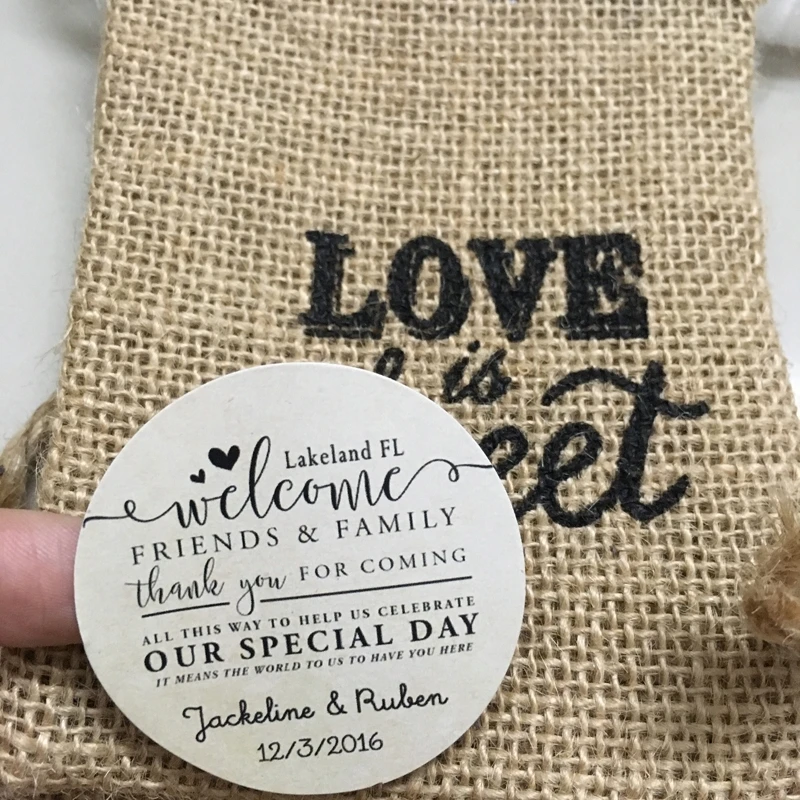 LOVE
is
eet
Lakeland FL
welcome
FRIENDS & FAMILY
thank you FOR COMING
ALL THIS WAY TO HELP US CELEBRATE
OUR SPECIAL DAY
IT MEANS THE WORLD TO US TO HAVE YOU HERE
Jackeline & Ruben
12/3/2016